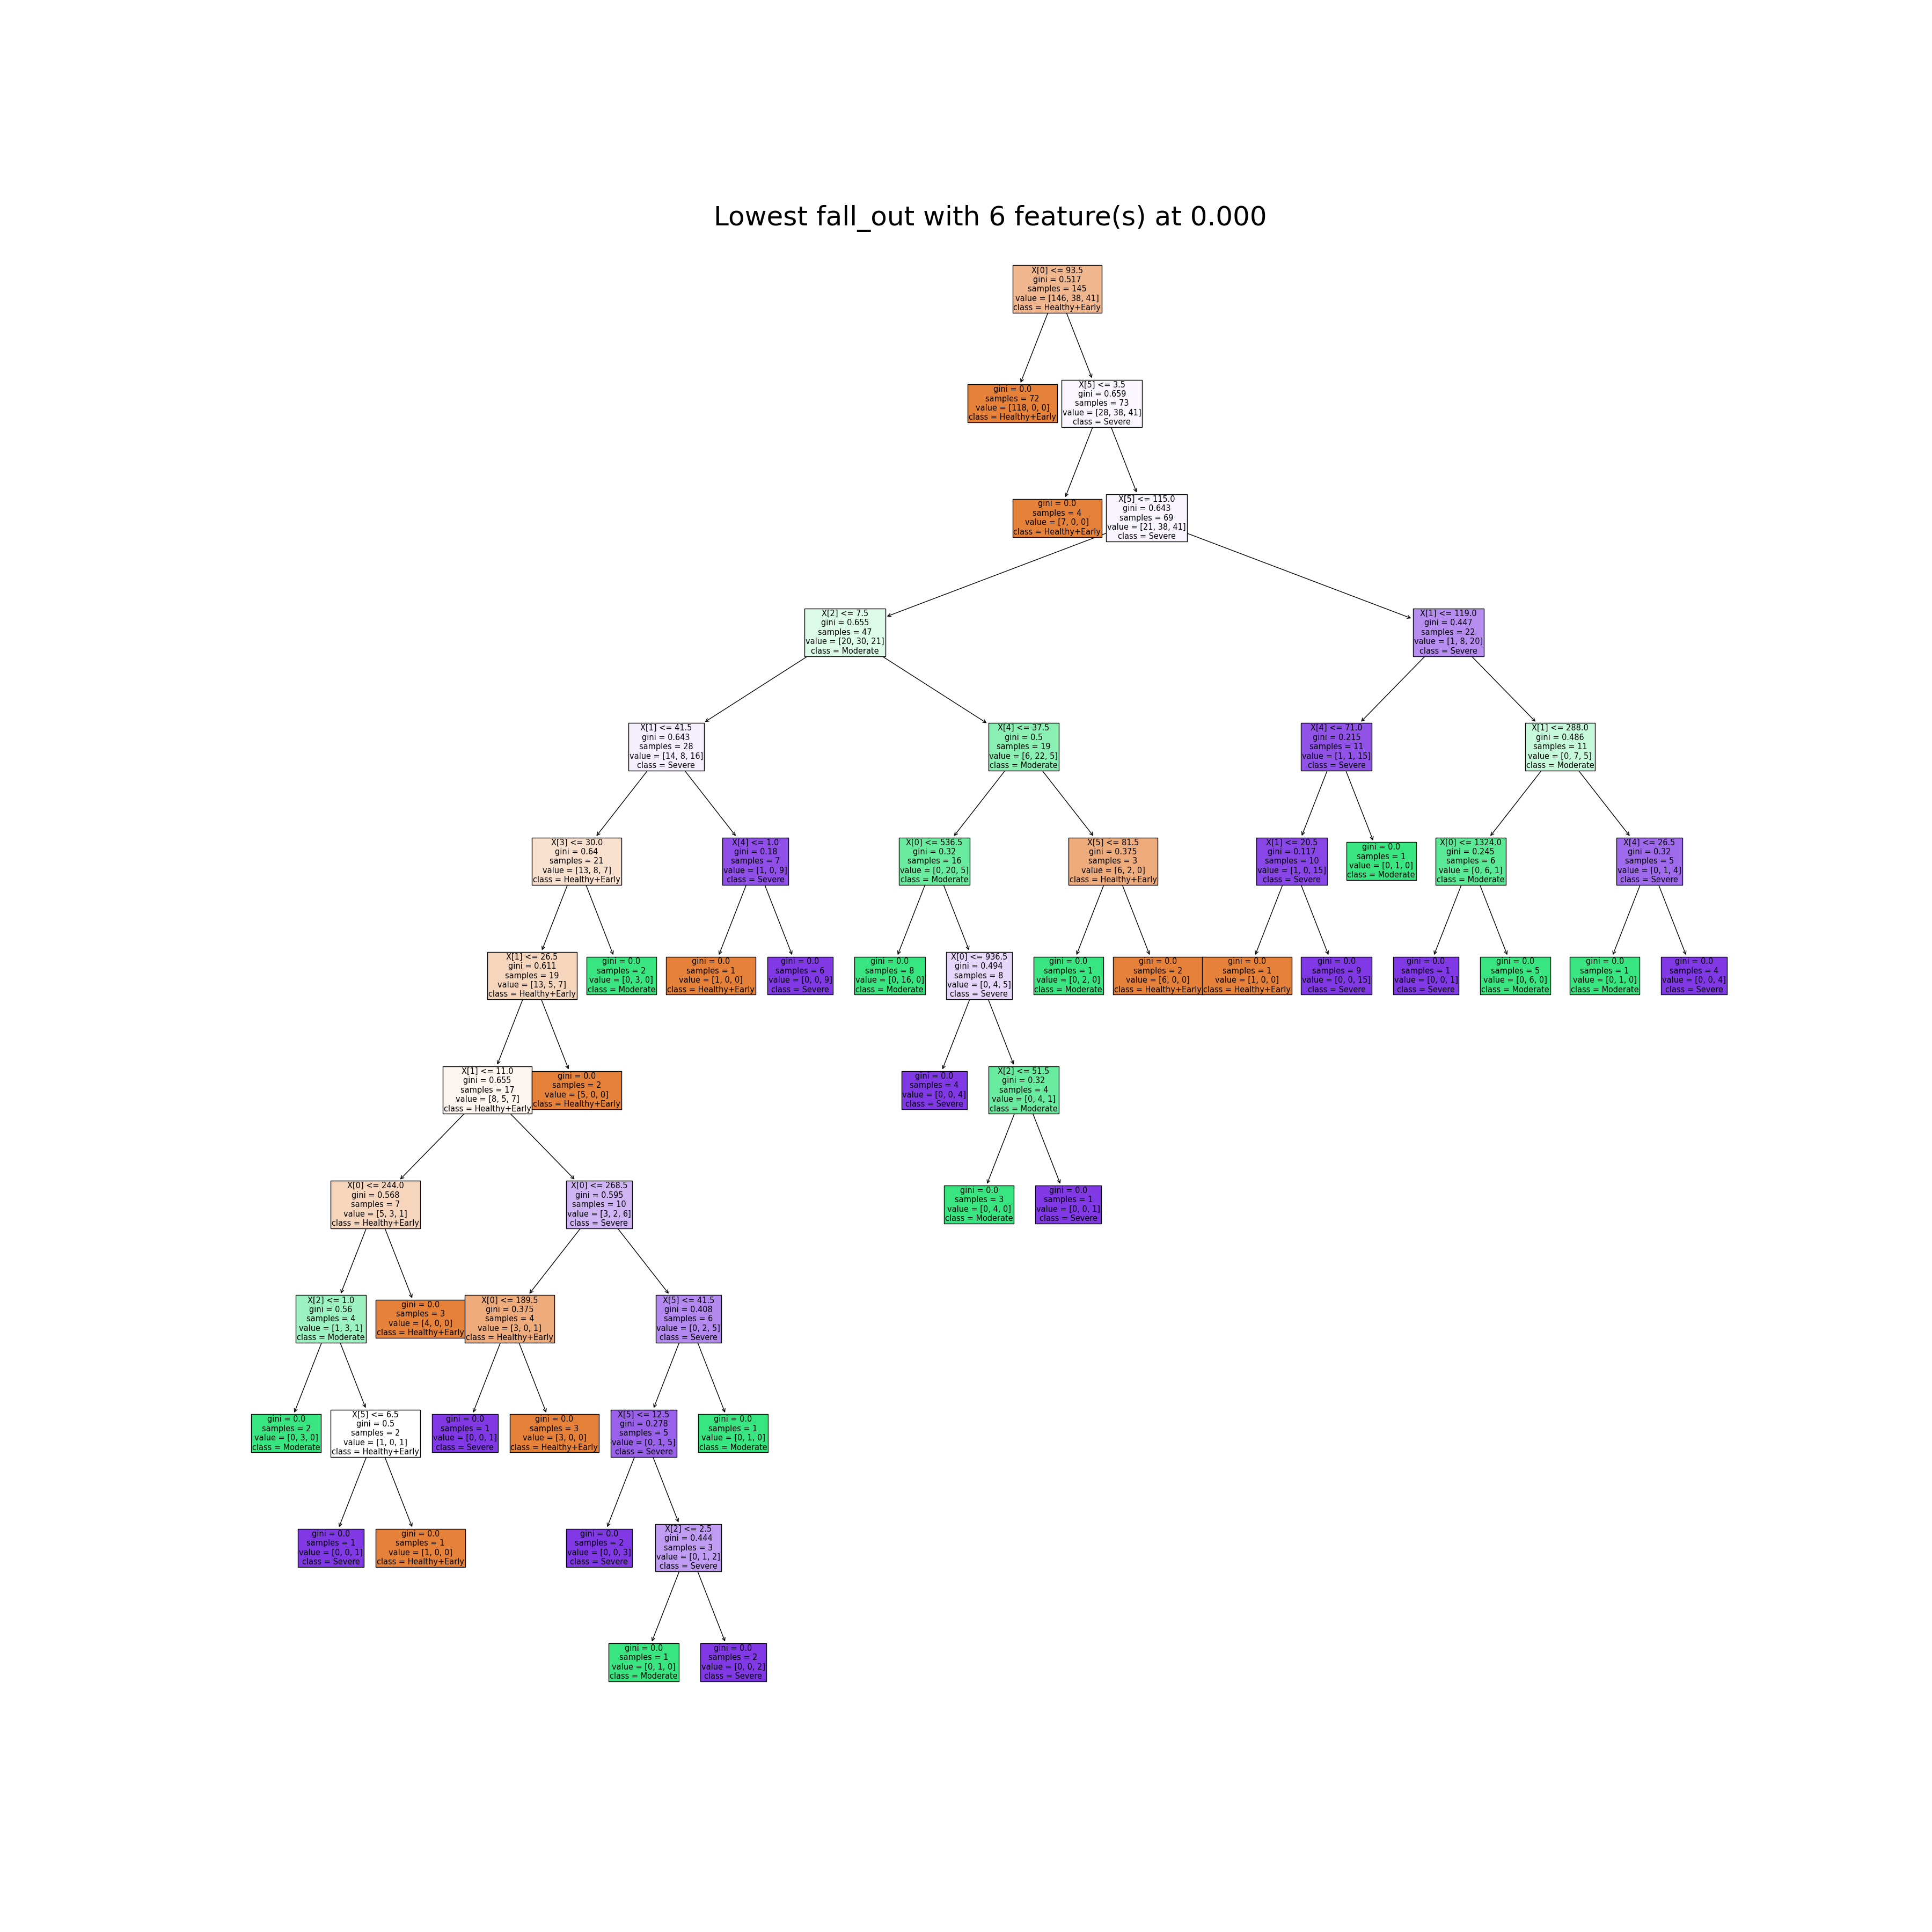 Lowest fall_out with 6 feature(s) at 0.000
X[0] <= 93.5
gini = 0.517
samples = 145
value = [146, 38, 41]
class = Healthy+Early
gini = 0.0
samples = 72
value = [118, 0, 0]
class = Healthy+Early
X[5] <= 3.5
gini = 0.659
samples = 73
value = [28, 38, 41]
class = Severe
gini = 0.0
samples = 4
value = [7, 0, 0]
class = Healthy+Early
X[5] <= 115.0
gini = 0.643
samples = 69
value = [21, 38, 41]
class = Severe
X[2] <= 7.5
gini = 0.655
samples = 47
value = [20, 30, 21]
class = Moderate
X[1] <= 119.0
gini = 0.447
samples = 22
value = [1, 8, 20]
class = Severe
X[1] <= 41.5
gini = 0.643
samples = 28
value = [14, 8, 16]
class = Severe
X[4] <= 37.5
gini = 0.5
samples = 19
value = [6, 22, 5]
class = Moderate
X[4] <= 71.0
gini = 0.215
samples = 11
value = [1, 1, 15]
class = Severe
X[1] <= 288.0
gini = 0.486
samples = 11
value = [0, 7, 5]
class = Moderate
X[3] <= 30.0
gini = 0.64
samples = 21
value = [13, 8, 7]
class = Healthy+Early
X[4] <= 1.0
gini = 0.18
samples = 7
value = [1, 0, 9]
class = Severe
X[0] <= 536.5
gini = 0.32
samples = 16
value = [0, 20, 5]
class = Moderate
X[5] <= 81.5
gini = 0.375
samples = 3
value = [6, 2, 0]
class = Healthy+Early
X[1] <= 20.5
gini = 0.117
samples = 10
value = [1, 0, 15]
class = Severe
gini = 0.0
samples = 1
value = [0, 1, 0]
class = Moderate
X[0] <= 1324.0
gini = 0.245
samples = 6
value = [0, 6, 1]
class = Moderate
X[4] <= 26.5
gini = 0.32
samples = 5
value = [0, 1, 4]
class = Severe
X[1] <= 26.5
gini = 0.611
samples = 19
value = [13, 5, 7]
class = Healthy+Early
gini = 0.0
samples = 2
value = [0, 3, 0]
class = Moderate
gini = 0.0
samples = 1
value = [1, 0, 0]
class = Healthy+Early
gini = 0.0
samples = 6
value = [0, 0, 9]
class = Severe
gini = 0.0
samples = 8
value = [0, 16, 0]
class = Moderate
X[0] <= 936.5
gini = 0.494
samples = 8
value = [0, 4, 5]
class = Severe
gini = 0.0
samples = 1
value = [0, 2, 0]
class = Moderate
gini = 0.0
samples = 2
value = [6, 0, 0]
class = Healthy+Early
gini = 0.0
samples = 1
value = [1, 0, 0]
class = Healthy+Early
gini = 0.0
samples = 9
value = [0, 0, 15]
class = Severe
gini = 0.0
samples = 1
value = [0, 0, 1]
class = Severe
gini = 0.0
samples = 5
value = [0, 6, 0]
class = Moderate
gini = 0.0
samples = 1
value = [0, 1, 0]
class = Moderate
gini = 0.0
samples = 4
value = [0, 0, 4]
class = Severe
X[1] <= 11.0
gini = 0.655
samples = 17
value = [8, 5, 7]
class = Healthy+Early
gini = 0.0
samples = 2
value = [5, 0, 0]
class = Healthy+Early
gini = 0.0
samples = 4
value = [0, 0, 4]
class = Severe
X[2] <= 51.5
gini = 0.32
samples = 4
value = [0, 4, 1]
class = Moderate
X[0] <= 244.0
gini = 0.568
samples = 7
value = [5, 3, 1]
class = Healthy+Early
X[0] <= 268.5
gini = 0.595
samples = 10
value = [3, 2, 6]
class = Severe
gini = 0.0
samples = 3
value = [0, 4, 0]
class = Moderate
gini = 0.0
samples = 1
value = [0, 0, 1]
class = Severe
X[2] <= 1.0
gini = 0.56
samples = 4
value = [1, 3, 1]
class = Moderate
gini = 0.0
samples = 3
value = [4, 0, 0]
class = Healthy+Early
X[0] <= 189.5
gini = 0.375
samples = 4
value = [3, 0, 1]
class = Healthy+Early
X[5] <= 41.5
gini = 0.408
samples = 6
value = [0, 2, 5]
class = Severe
gini = 0.0
samples = 2
value = [0, 3, 0]
class = Moderate
X[5] <= 6.5
gini = 0.5
samples = 2
value = [1, 0, 1]
class = Healthy+Early
gini = 0.0
samples = 1
value = [0, 0, 1]
class = Severe
gini = 0.0
samples = 3
value = [3, 0, 0]
class = Healthy+Early
X[5] <= 12.5
gini = 0.278
samples = 5
value = [0, 1, 5]
class = Severe
gini = 0.0
samples = 1
value = [0, 1, 0]
class = Moderate
gini = 0.0
samples = 1
value = [0, 0, 1]
class = Severe
gini = 0.0
samples = 1
value = [1, 0, 0]
class = Healthy+Early
gini = 0.0
samples = 2
value = [0, 0, 3]
class = Severe
X[2] <= 2.5
gini = 0.444
samples = 3
value = [0, 1, 2]
class = Severe
gini = 0.0
samples = 1
value = [0, 1, 0]
class = Moderate
gini = 0.0
samples = 2
value = [0, 0, 2]
class = Severe